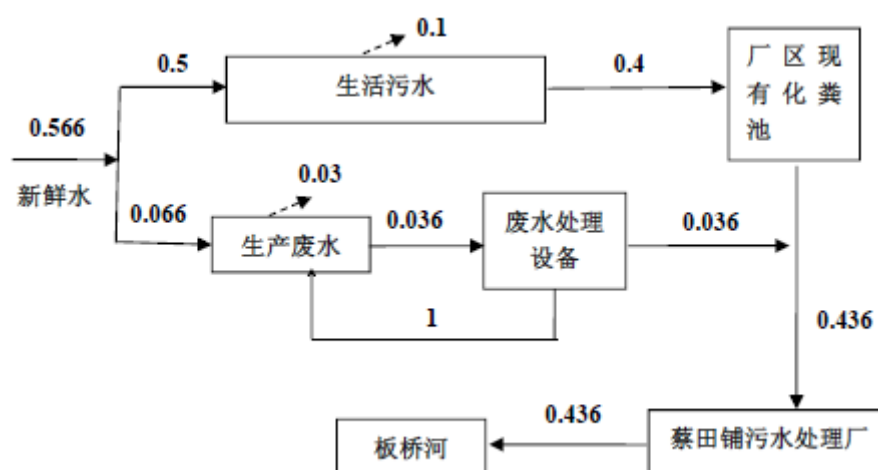 0.1
0.5
生活污水
0.4
厂区现
有化粪
池
0.566
新鲜水
0.03
0.066
生产废水
0.036
废水处理
设备
0.036
1
0.436
0.436
板桥河
蔡田铺污水处理厂